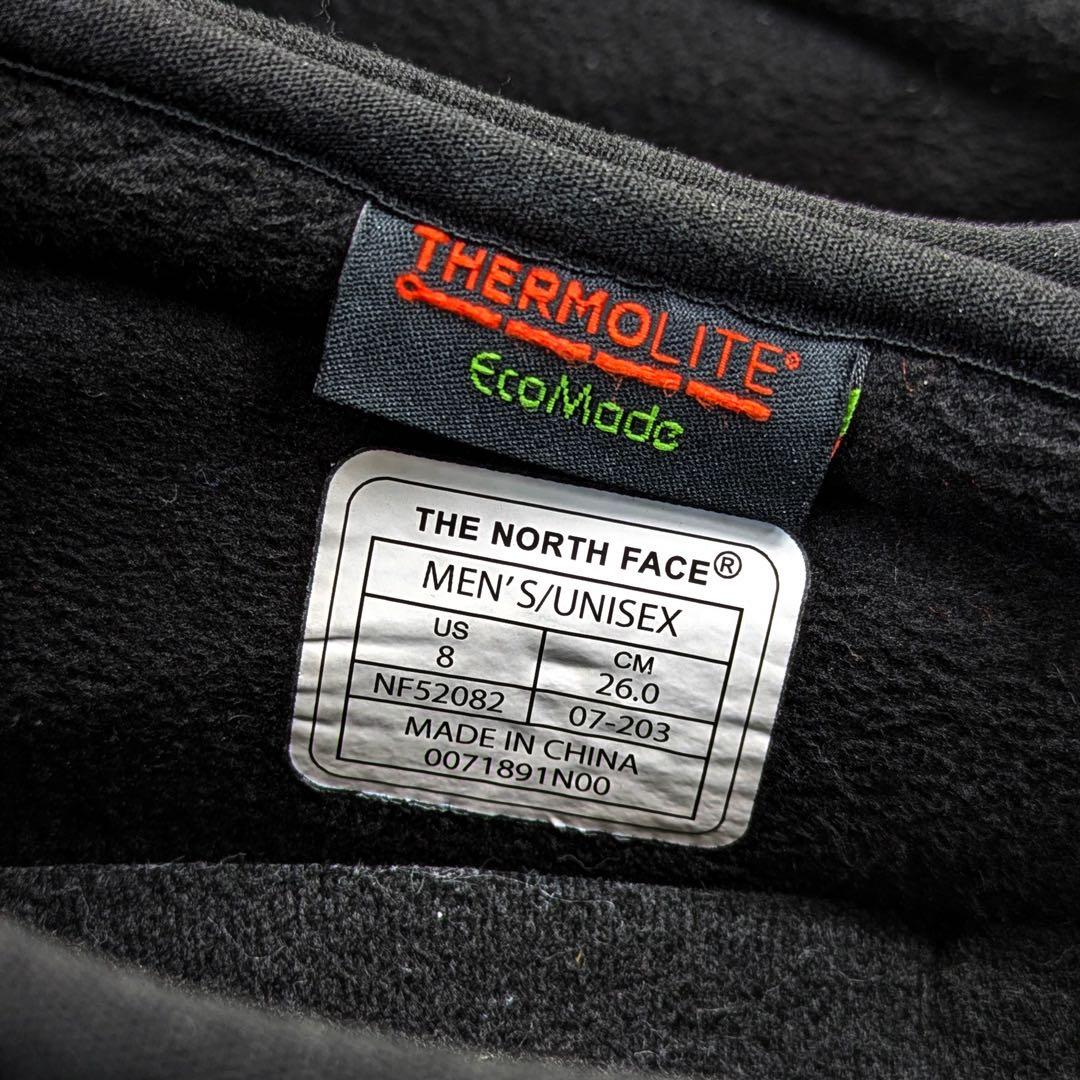 THERMOLITE®
EcoMade
THE NORTH FACE®
MEN'S/UNISEX
US
8
CM
26.0
NF52082
07-203
MADE IN CHINA
0071891N00